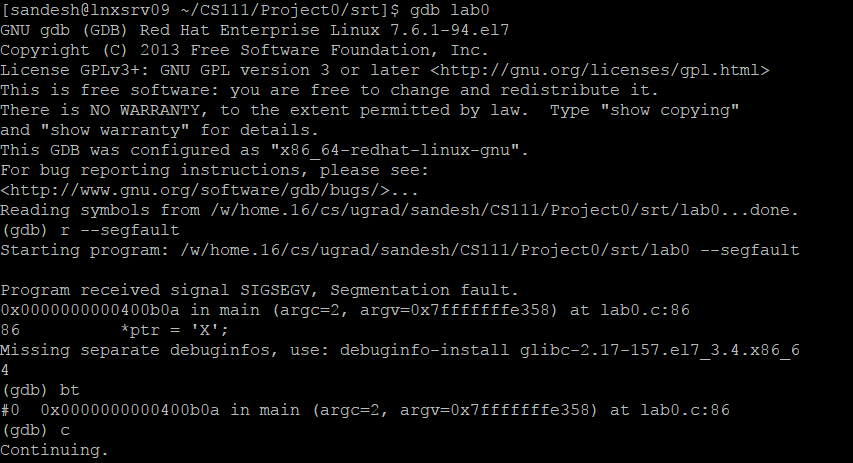 [sandesh@lnxsrv09 ~/CS111/Project0/srt]$ gdb lab0
GNU gdb (GDB) Red Hat Enterprise Linux 7.6.1-94.el7
Copyright (C) 2013 Free Software Foundation, Inc.
License GPLv3+: GNU GPL version 3 or later <http://gnu.org/licenses/gpl.html>
This is free software: you are free to change and redistribute it.
There is NO WARRANTY, to the extent permitted by law.  Type "show copying"
and "show warranty" for details.
This GDB was configured as "x86_64-redhat-linux-gnu".
For bug reporting instructions, please see:
<http://www.gnu.org/software/gdb/bugs/>...
Reading symbols from /w/home.16/cs/ugrad/sandesh/CS111/Project0/srt/lab0...done.
(gdb) r --segfault
Starting program: /w/home.16/cs/ugrad/sandesh/CS111/Project0/srt/lab0 --segfault

Program received signal SIGSEGV, Segmentation fault.
0x0000000000400b0a in main (argc=2, argv=0x7fffffffe358) at lab0.c:86
86          *ptr = 'X';
Missing separate debuginfos, use: debuginfo-install glibc-2.17-157.el7_3.4.x86_6
4
(gdb) bt
#0  0x0000000000400b0a in main (argc=2, argv=0x7fffffffe358) at lab0.c:86
(gdb) c
Continuing.